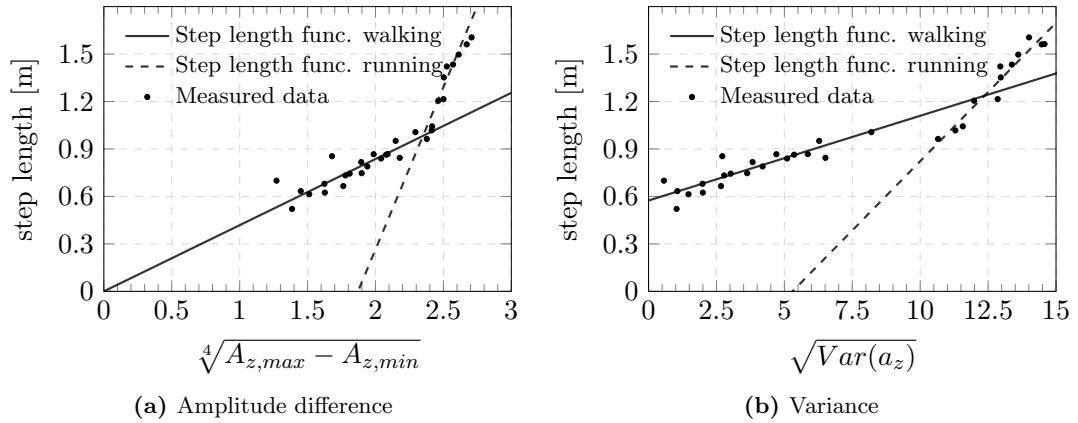 Step length func. walking
Step length func. running
Measured data
1.5
1.2
0.9
0.6
0.3
0
step length [m]
0 0.5 1 1.5 2 2.5 3
∜(A_{z,max} − A_{z,min})
(a) Amplitude difference
Step length func. walking
Step length func. running
Measured data
1.5
1.2
0.9
0.6
0.3
0
step length [m]
0 2.5 5 7.5 10 12.5 15
√(Var(a_z))
(b) Variance